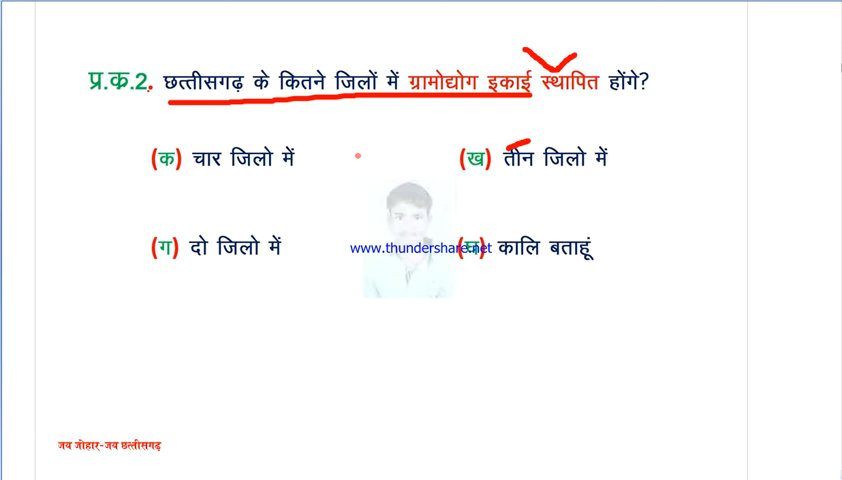 प्र.क्र.2. छत्तीसगढ़ के कितने जिलों में ग्रामोद्योग इकाई स्थापित होंगे?
(क) चार जिलो में (ख) तीन जिलो में
(ग) दो जिलो में (घ) कालि बताहूं
www.thundershare.net
जय जोहार-जय छत्तीसगढ़